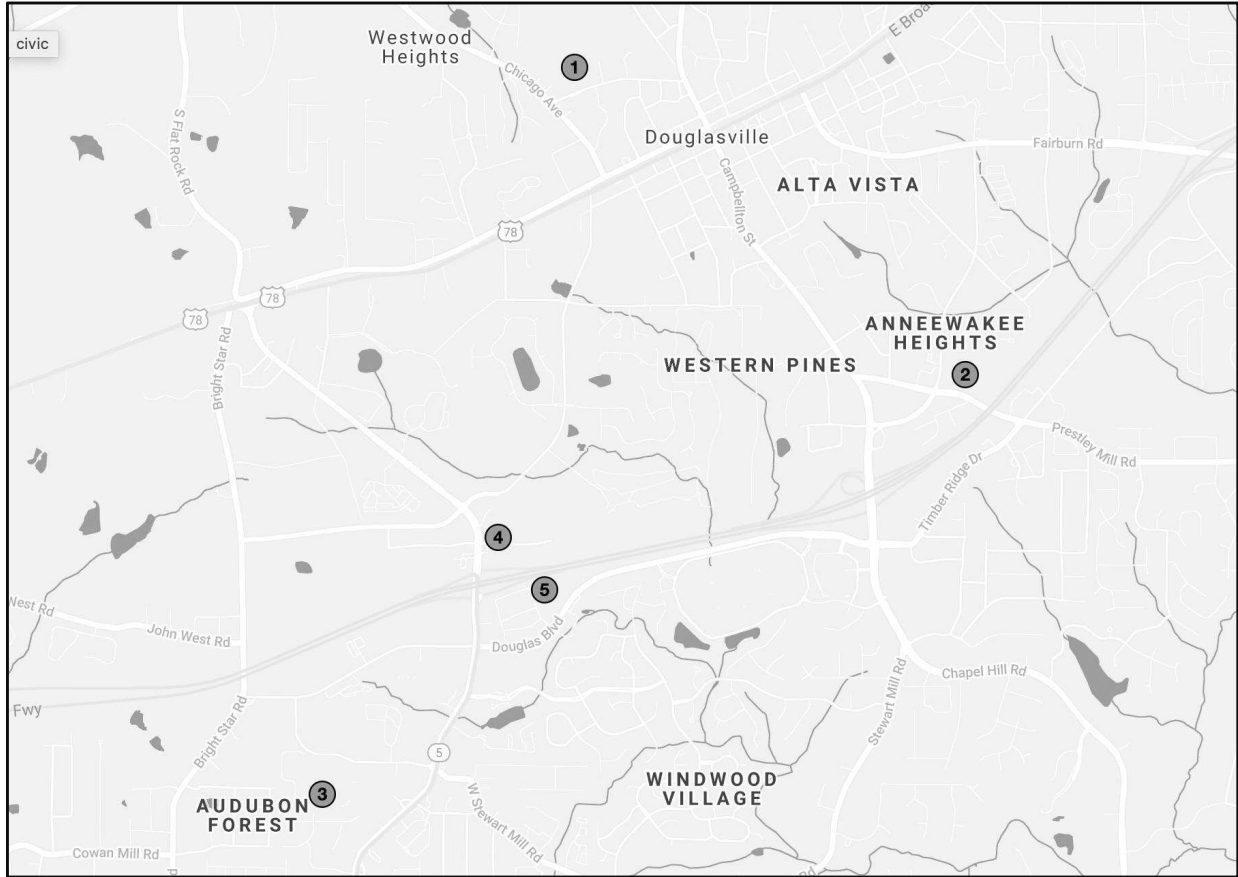 civic
Westwood
Heights
1
E Broa
Chicago Ave
S Flat Rock Rd
Douglasville
Fairburn Rd
ALTA VISTA
Campbellton St
78
78
78
ANNEEWAKEE
HEIGHTS
WESTERN PINES
2
Bright Star Rd
Prestley Mill Rd
Timber Ridge Dr
4
5
West Rd
John West Rd
Douglas Blvd
Chapel Hill Rd
Stewart Mill Rd
Fwy
Bright Star Rd
5
WINDWOOD
VILLAGE
3
AUDUBON
FOREST
W Stewart Mill Rd
Cowan Mill Rd
Rd